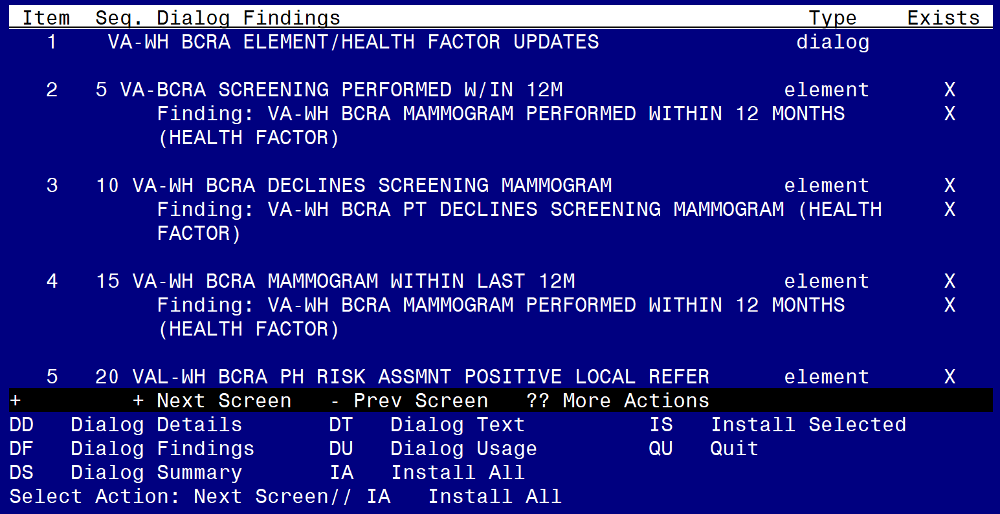 Item  Seq. Dialog Findings                                      Type    Exists
   1    VA-WH BCRA ELEMENT/HEALTH FACTOR UPDATES                dialog
   2   5 VA-BCRA SCREENING PERFORMED W/IN 12M                  element      X
            Finding: VA-WH BCRA MAMMOGRAM PERFORMED WITHIN 12 MONTHS        X
            (HEALTH FACTOR)
   3   10 VA-WH BCRA DECLINES SCREENING MAMMOGRAM              element      X
            Finding: VA-WH BCRA PT DECLINES SCREENING MAMMOGRAM (HEALTH     X
            FACTOR)
   4   15 VA-WH BCRA MAMMOGRAM WITHIN LAST 12M                 element      X
            Finding: VA-WH BCRA MAMMOGRAM PERFORMED WITHIN 12 MONTHS        X
            (HEALTH FACTOR)
   5   20 VAL-WH BCRA PH RISK ASSMNT POSITIVE LOCAL REFER      element      X
+         + Next Screen   - Prev Screen   ?? More Actions
DD   Dialog Details       DT   Dialog Text          IS   Install Selected
DF   Dialog Findings      DU   Dialog Usage         QU   Quit
DS   Dialog Summary       IA   Install All
Select Action: Next Screen// IA   Install All